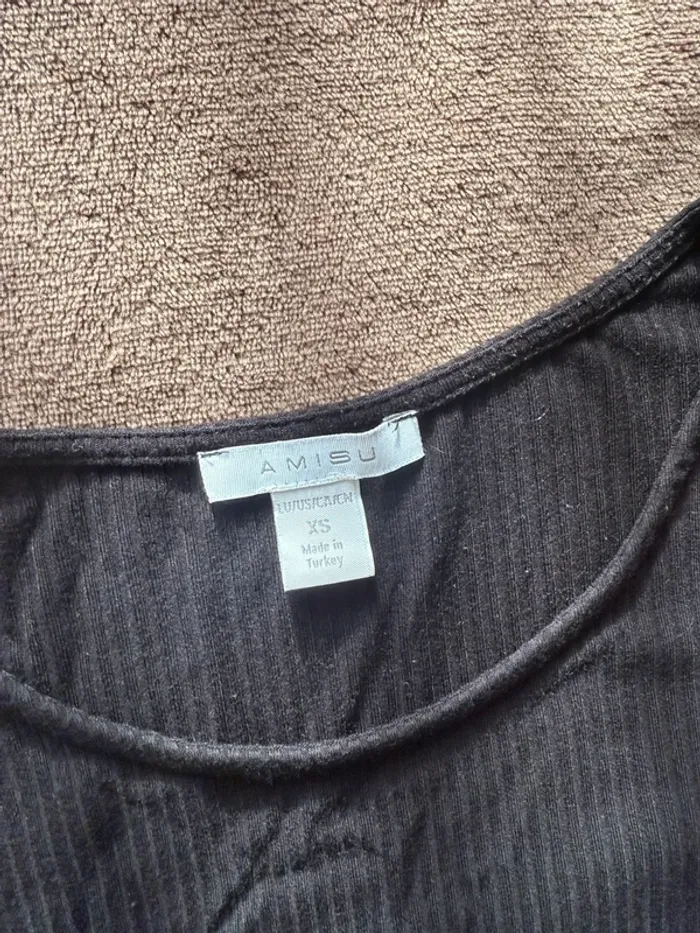 AMISU
EU/US/CA/CN
XS
Made in
Turkey